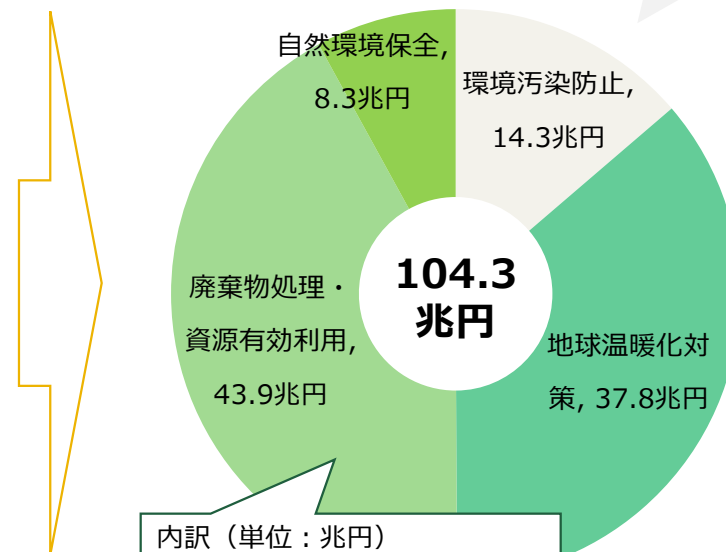 自然環境保全,
8.3兆円
環境汚染防止,
14.3兆円
104.3
兆円
廃棄物処理・
資源有効利用,
43.9兆円
地球温暖化対
策, 37.8兆円
内訳（単位：兆円）